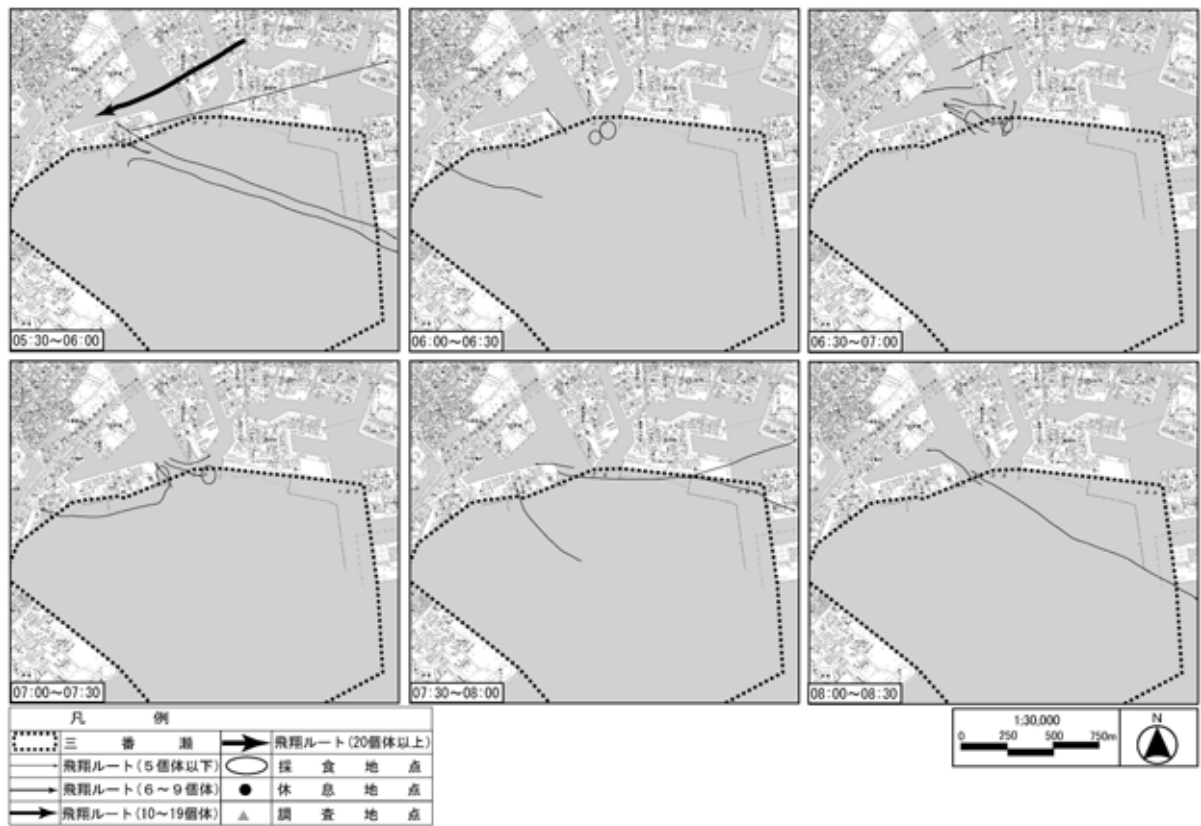 05:30～06:00
06:00～06:30
06:30～07:00
07:00～07:30
07:30～08:00
08:00～08:30
凡 例
三 番 瀬
飛翔ルート(20個体以上)
飛翔ルート(5個体以下)
採 食 地 点
飛翔ルート(6～9個体)
休 息 地 点
飛翔ルート(10～19個体)
調 査 地 点
1:30,000
0 250 500 750m
N